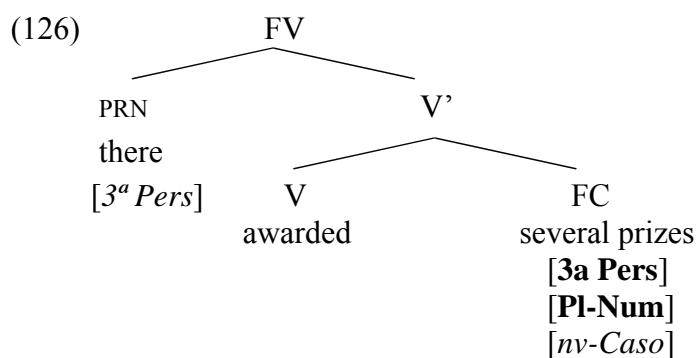 (126) FV
PRN V’
there
[3ª Pers] V FC
awarded several prizes
[3a Pers]
[Pl-Num]
[nv-Caso]